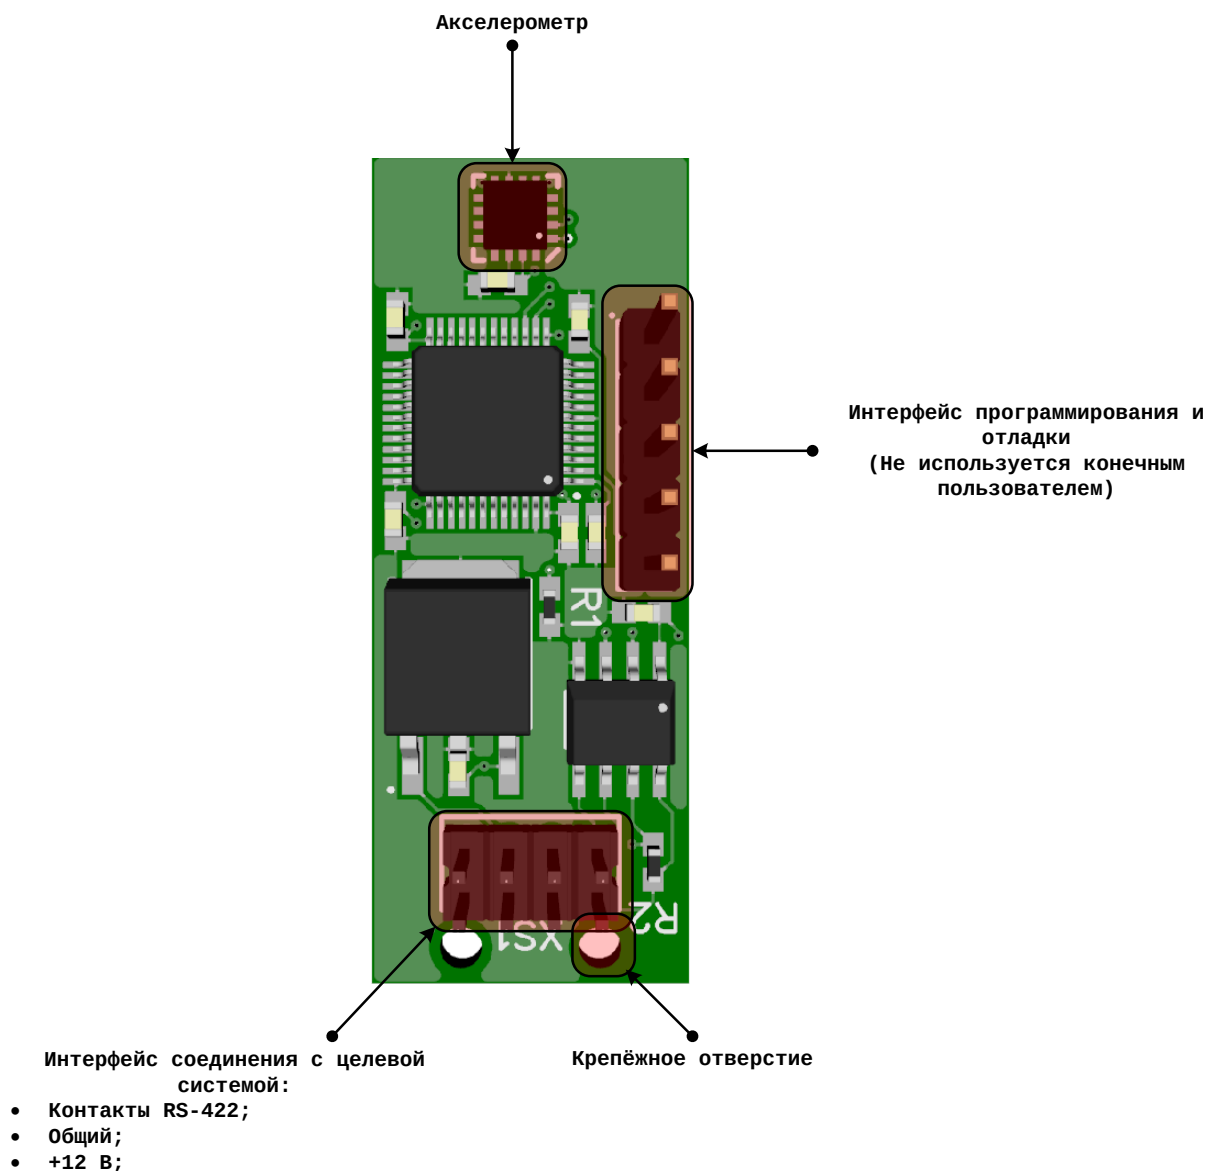 Акселерометр
Интерфейс программирования и
отладки
(Не используется конечным
пользователем)
R1
R2
XS1
Интерфейс соединения с целевой
системой:
• Контакты RS-422;
• Общий;
• +12 В;
Крепёжное отверстие